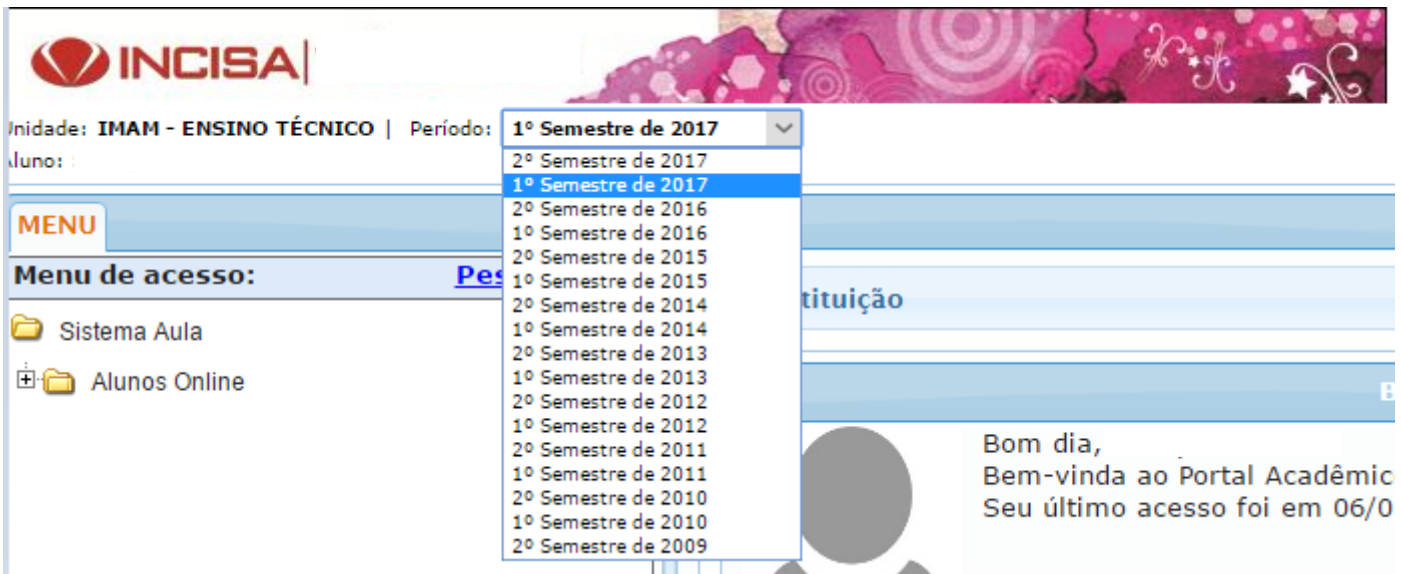 INCISA|
Unidade: IMAM - ENSINO TÉCNICO | Período: 1º Semestre de 2017
Aluno:
2º Semestre de 2017
1º Semestre de 2017
2º Semestre de 2016
1º Semestre de 2016
2º Semestre de 2015
1º Semestre de 2015
2º Semestre de 2014
1º Semestre de 2014
2º Semestre de 2013
1º Semestre de 2013
2º Semestre de 2012
1º Semestre de 2012
2º Semestre de 2011
1º Semestre de 2011
2º Semestre de 2010
1º Semestre de 2010
2º Semestre de 2009
MENU
Menu de acesso: Pes
Sistema Aula
Alunos Online
tituição
B
Bom dia,
Bem-vinda ao Portal Acadêmic
Seu último acesso foi em 06/0